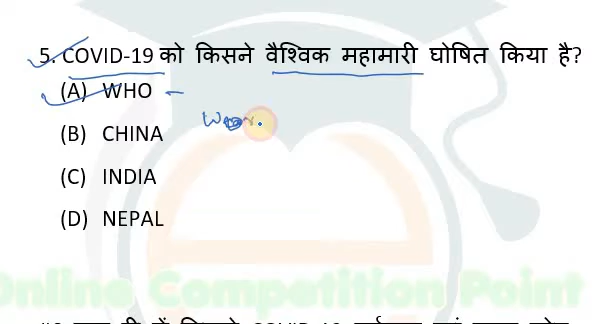 5. COVID-19 को किसने वैश्विक महामारी घोषित किया है?
(A) WHO
(B) CHINA
(C) INDIA
(D) NEPAL
Online Competition Point